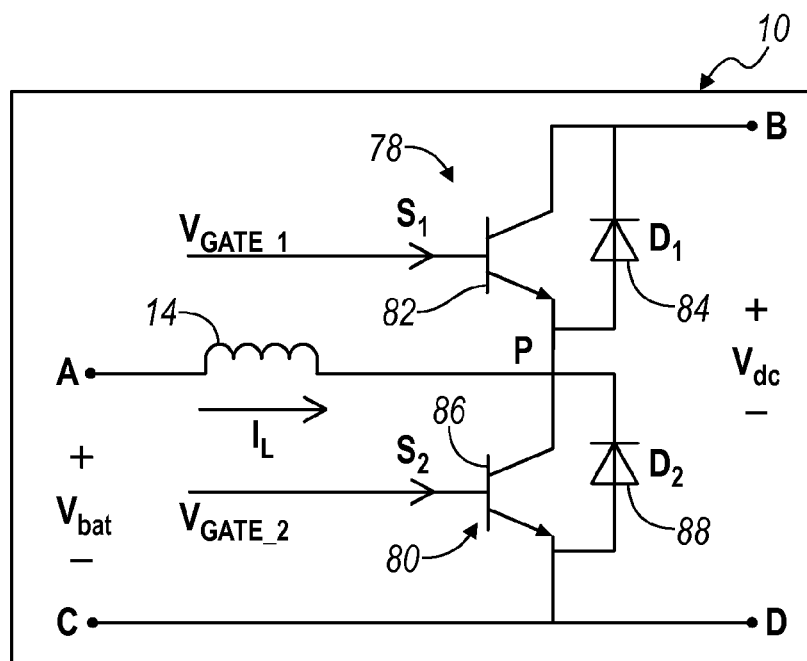 10
B
78
S1
VGATE_1
D1
82
84
14
P
+
Vdc
−
A
86
IL
S2
D2
+
Vbat
−
VGATE_2
80
88
C
D